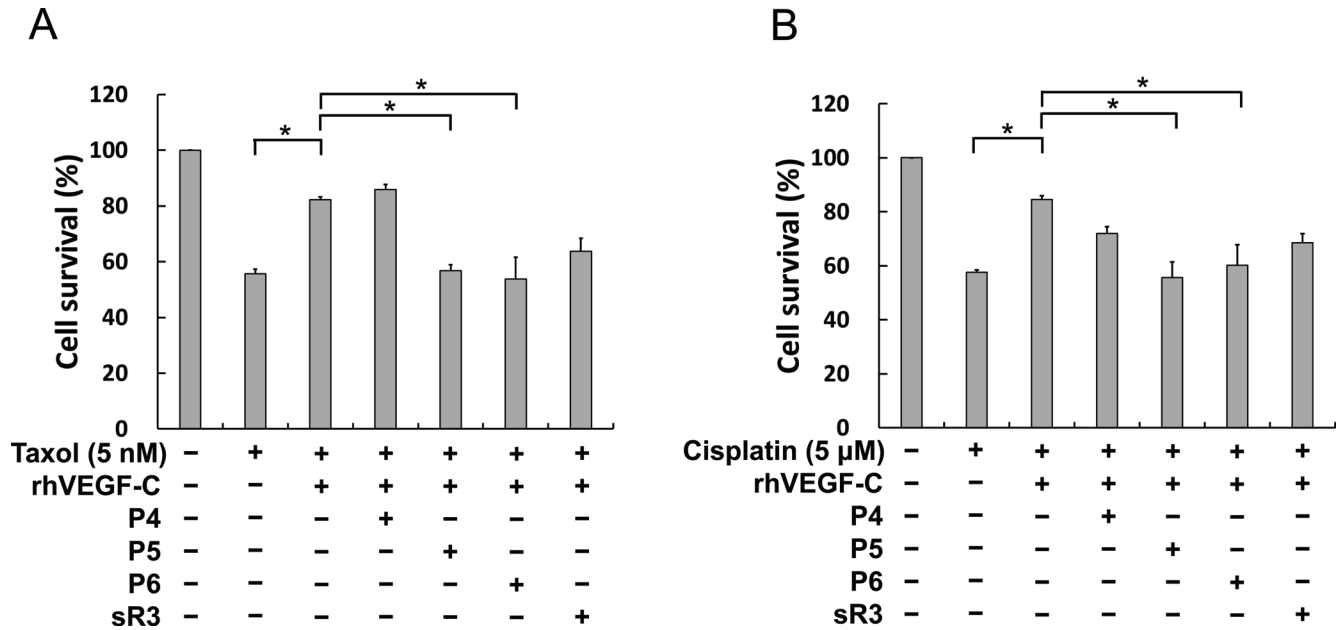 A
Cell survival (%)
120
100
80
60
40
20
0
*
*
*
Taxol (5 nM) − + + + + + +
rhVEGF-C − − + + + + +
P4 − − − + − − −
P5 − − − − + − −
P6 − − − − − + −
sR3 − − − − − − +
B
Cell survival (%)
120
100
80
60
40
20
0
*
*
*
Cisplatin (5 µM) − + + + + + +
rhVEGF-C − − + + + + +
P4 − − − + − − −
P5 − − − − + − −
P6 − − − − − + −
sR3 − − − − − − +